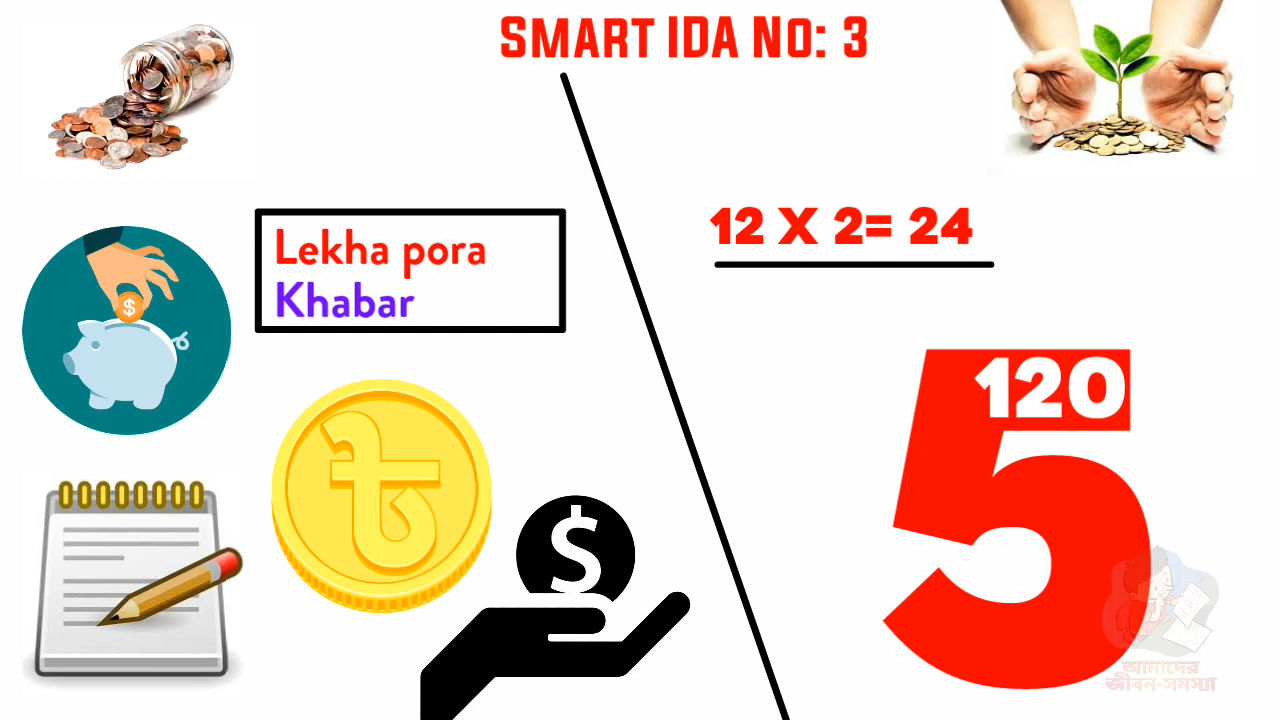 Smart IDA No: 3
Lekha pora
Khabar
৳
$
$
12 X 2= 24
120
5
আমাদের
জীবন-সমস্যা